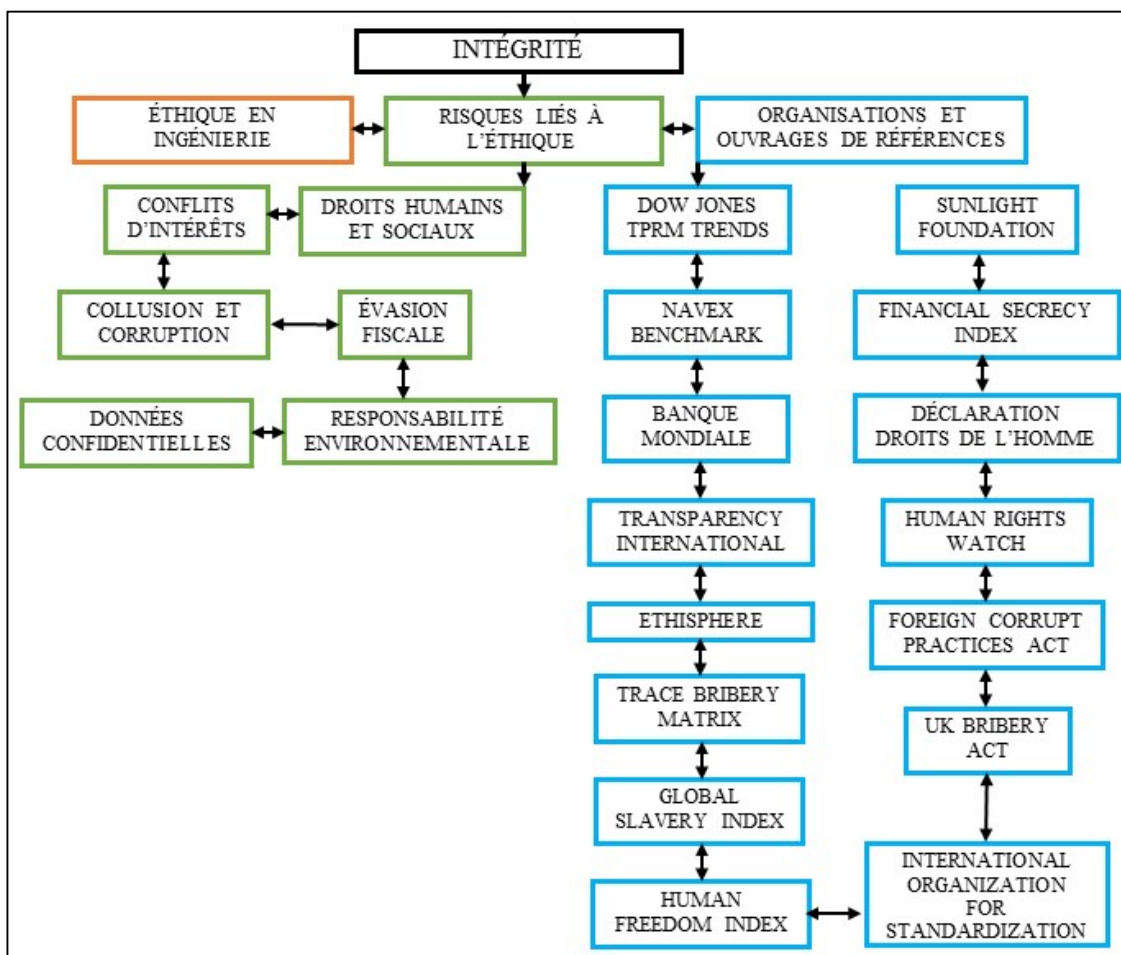 INTÉGRITÉ
ÉTHIQUE EN
INGÉNIERIE
RISQUES LIÉS À
L'ÉTHIQUE
ORGANISATIONS ET
OUVRAGES DE RÉFÉRENCES
CONFLITS
D'INTÉRÊTS
DROITS HUMAINS
ET SOCIAUX
COLLUSION ET
CORRUPTION
ÉVASION
FISCALE
DONNÉES
CONFIDENTIELLES
RESPONSABILITÉ
ENVIRONNEMENTALE
DOW JONES
TPRM TRENDS
NAVEX
BENCHMARK
BANQUE
MONDIALE
TRANSPARENCY
INTERNATIONAL
ETHISPHERE
TRACE BRIBERY
MATRIX
GLOBAL
SLAVERY INDEX
HUMAN
FREEDOM INDEX
SUNLIGHT
FOUNDATION
FINANCIAL SECRECY
INDEX
DÉCLARATION
DROITS DE L'HOMME
HUMAN RIGHTS
WATCH
FOREIGN CORRUPT
PRACTICES ACT
UK BRIBERY
ACT
INTERNATIONAL
ORGANIZATION
FOR
STANDARDIZATION